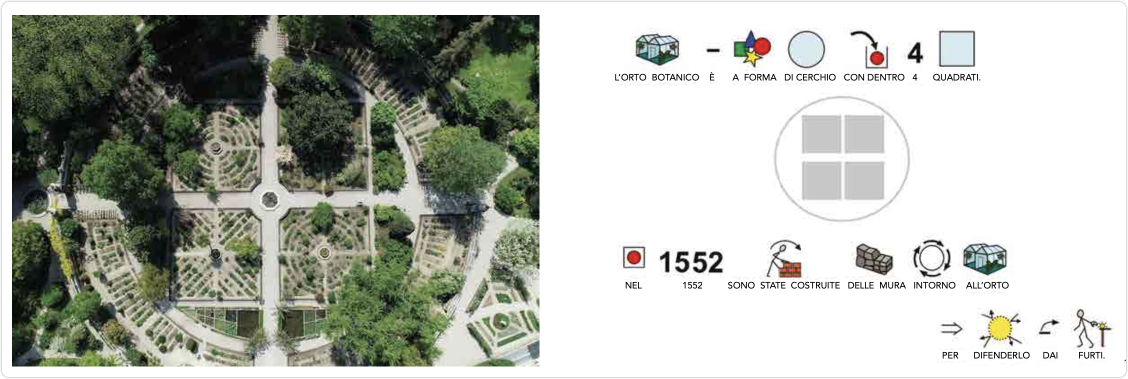 L'ORTO BOTANICO È A FORMA DI CERCHIO CON DENTRO 4 4 QUADRATI.
1552
NEL 1552 SONO STATE COSTRUITE DELLE MURA INTORNO ALL'ORTO
PER DIFENDERLO DAI FURTI.